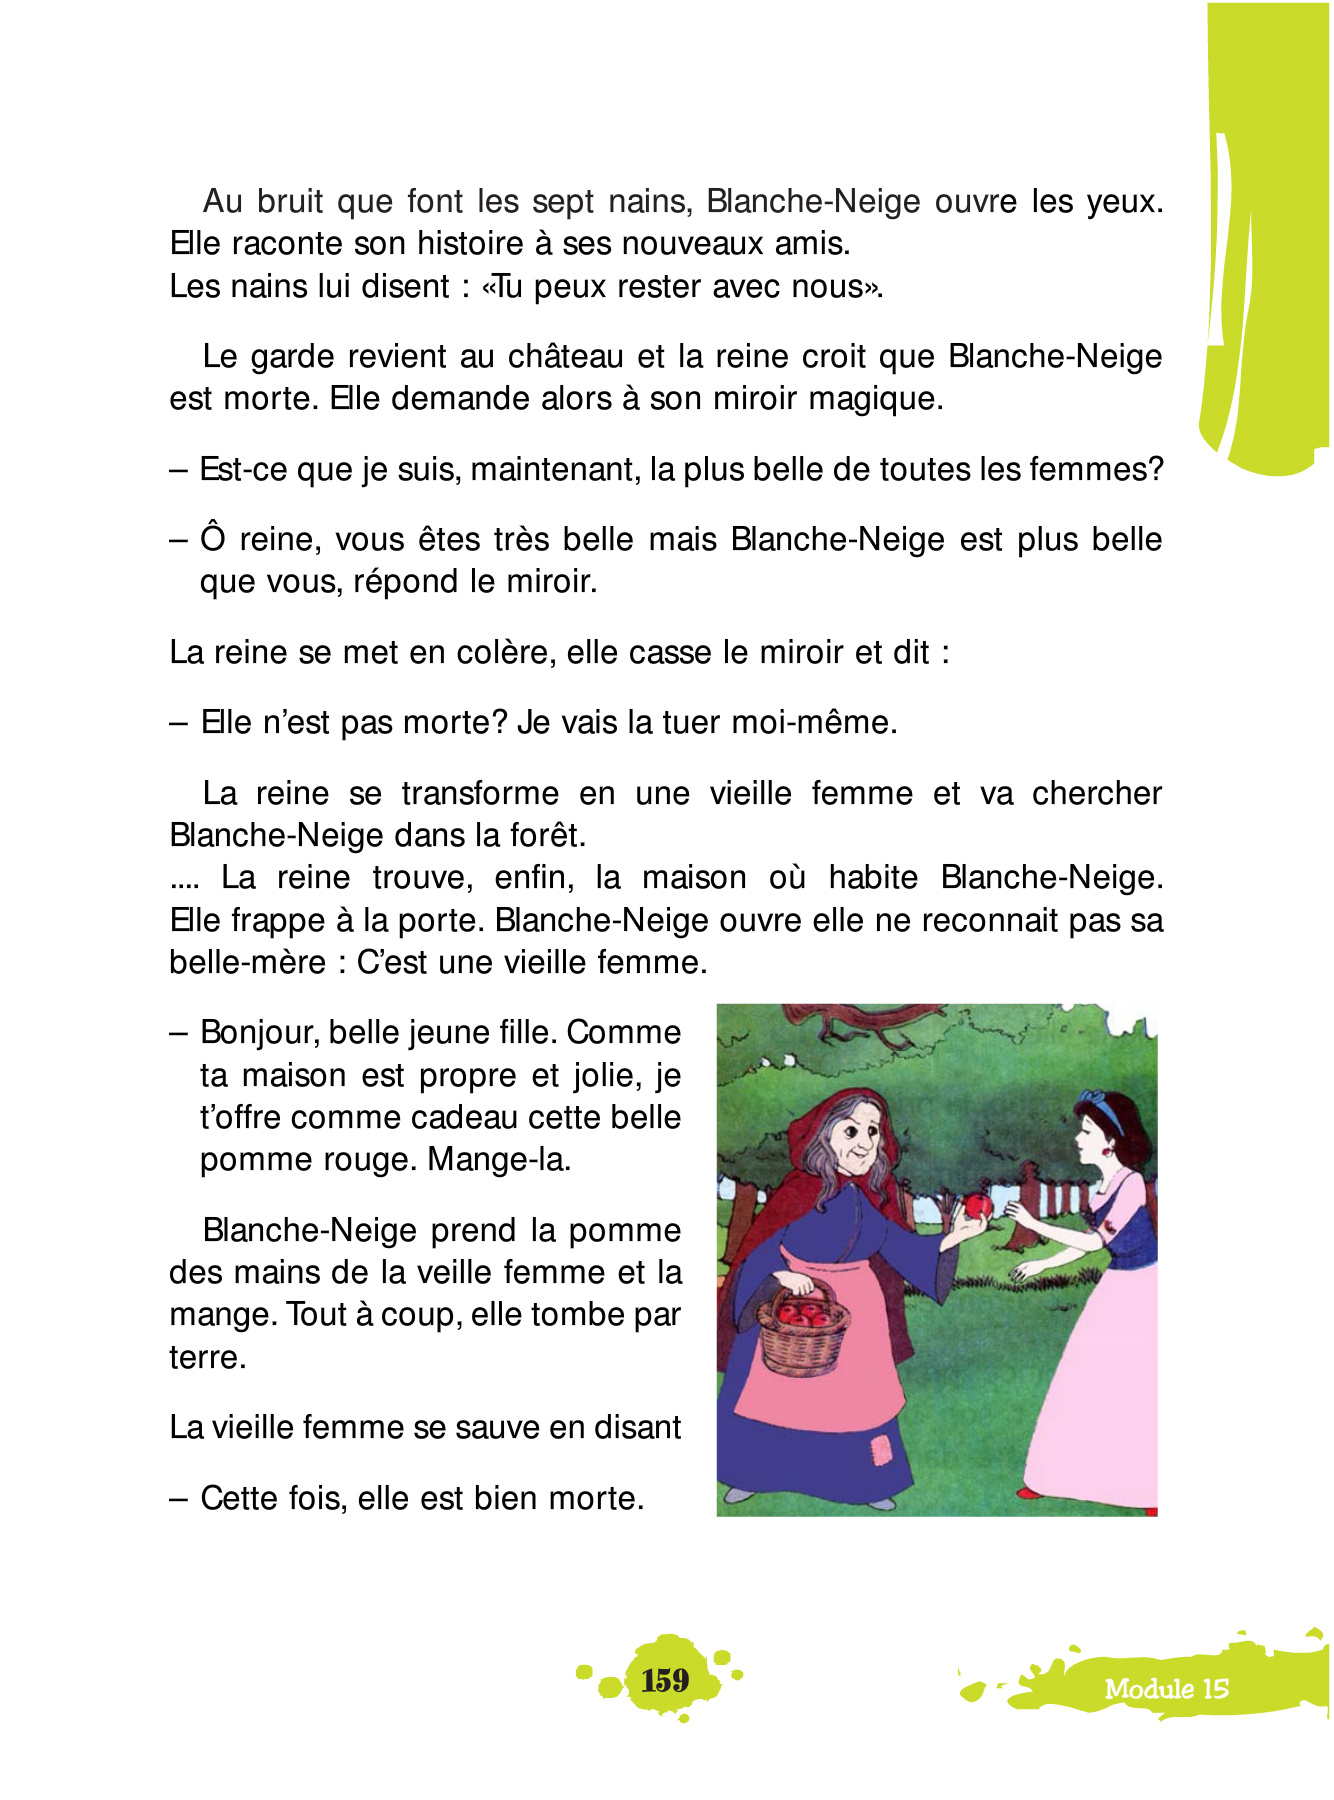 Au bruit que font les sept nains, Blanche-Neige ouvre les yeux.
Elle raconte son histoire à ses nouveaux amis.
Les nains lui disent : «Tu peux rester avec nous».
Le garde revient au château et la reine croit que Blanche-Neige
est morte. Elle demande alors à son miroir magique.
– Est-ce que je suis, maintenant, la plus belle de toutes les femmes?
– Ô reine, vous êtes très belle mais Blanche-Neige est plus belle
que vous, répond le miroir.
La reine se met en colère, elle casse le miroir et dit :
– Elle n’est pas morte? Je vais la tuer moi-même.
La reine se transforme en une vieille femme et va chercher
Blanche-Neige dans la forêt.
.... La reine trouve, enfin, la maison où habite Blanche-Neige.
Elle frappe à la porte. Blanche-Neige ouvre elle ne reconnait pas sa
belle-mère : C’est une vieille femme.
– Bonjour, belle jeune fille. Comme
ta maison est propre et jolie, je
t’offre comme cadeau cette belle
pomme rouge. Mange-la.
Blanche-Neige prend la pomme
des mains de la veille femme et la
mange. Tout à coup, elle tombe par
terre.
La vieille femme se sauve en disant
– Cette fois, elle est bien morte.
159
Module 15